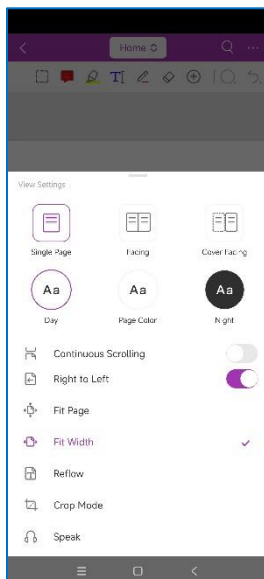 Home
TI
View Settings
Single Page Facing Cover Facing
Aa Aa Aa
Day Page Color Night
Continuous Scrolling
Right to Left
Fit Page
Fit Width
Reflow
Crop Mode
Speak